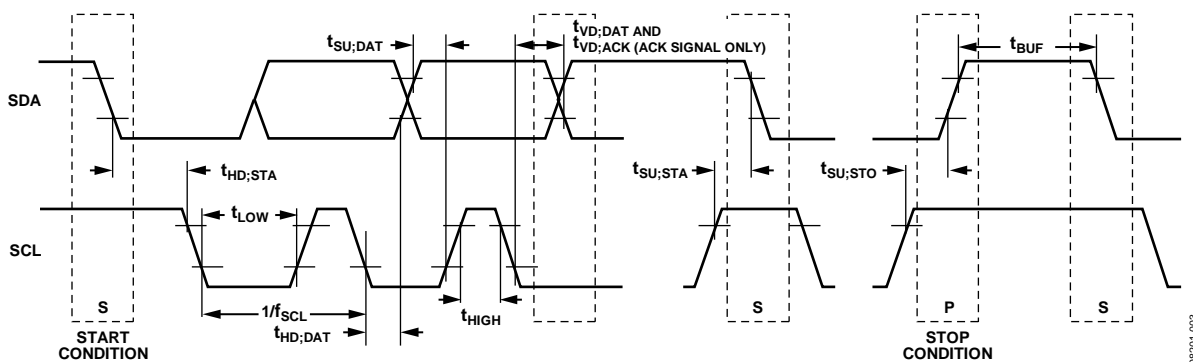 tVD;DAT AND
tVD;ACK (ACK SIGNAL ONLY)
tSU;DAT
tBUF
SDA
tHD;STA
tSU;STA
tSU;STO
tLOW
SCL
1/fSCL
tHIGH
tHD;DAT
S
S
P
S
START
CONDITION
STOP
CONDITION